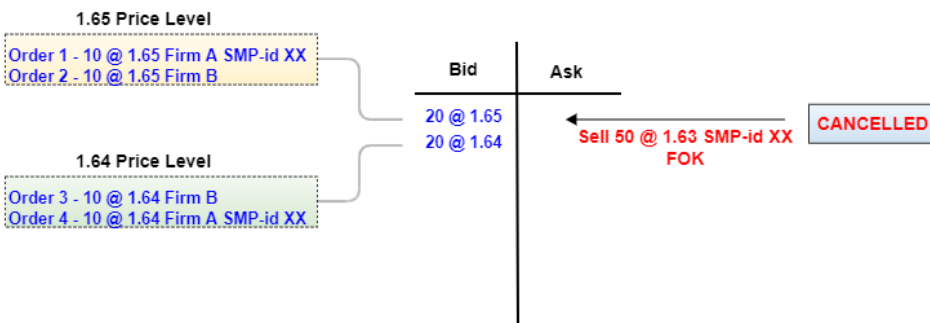 1.65 Price Level
Order 1 - 10 @ 1.65 Firm A SMP-id XX
Order 2 - 10 @ 1.65 Firm B
Bid
Ask
20 @ 1.65
20 @ 1.64
Sell 50 @ 1.63 SMP-id XX
FOK
CANCELLED
1.64 Price Level
Order 3 - 10 @ 1.64 Firm B
Order 4 - 10 @ 1.64 Firm A SMP-id XX